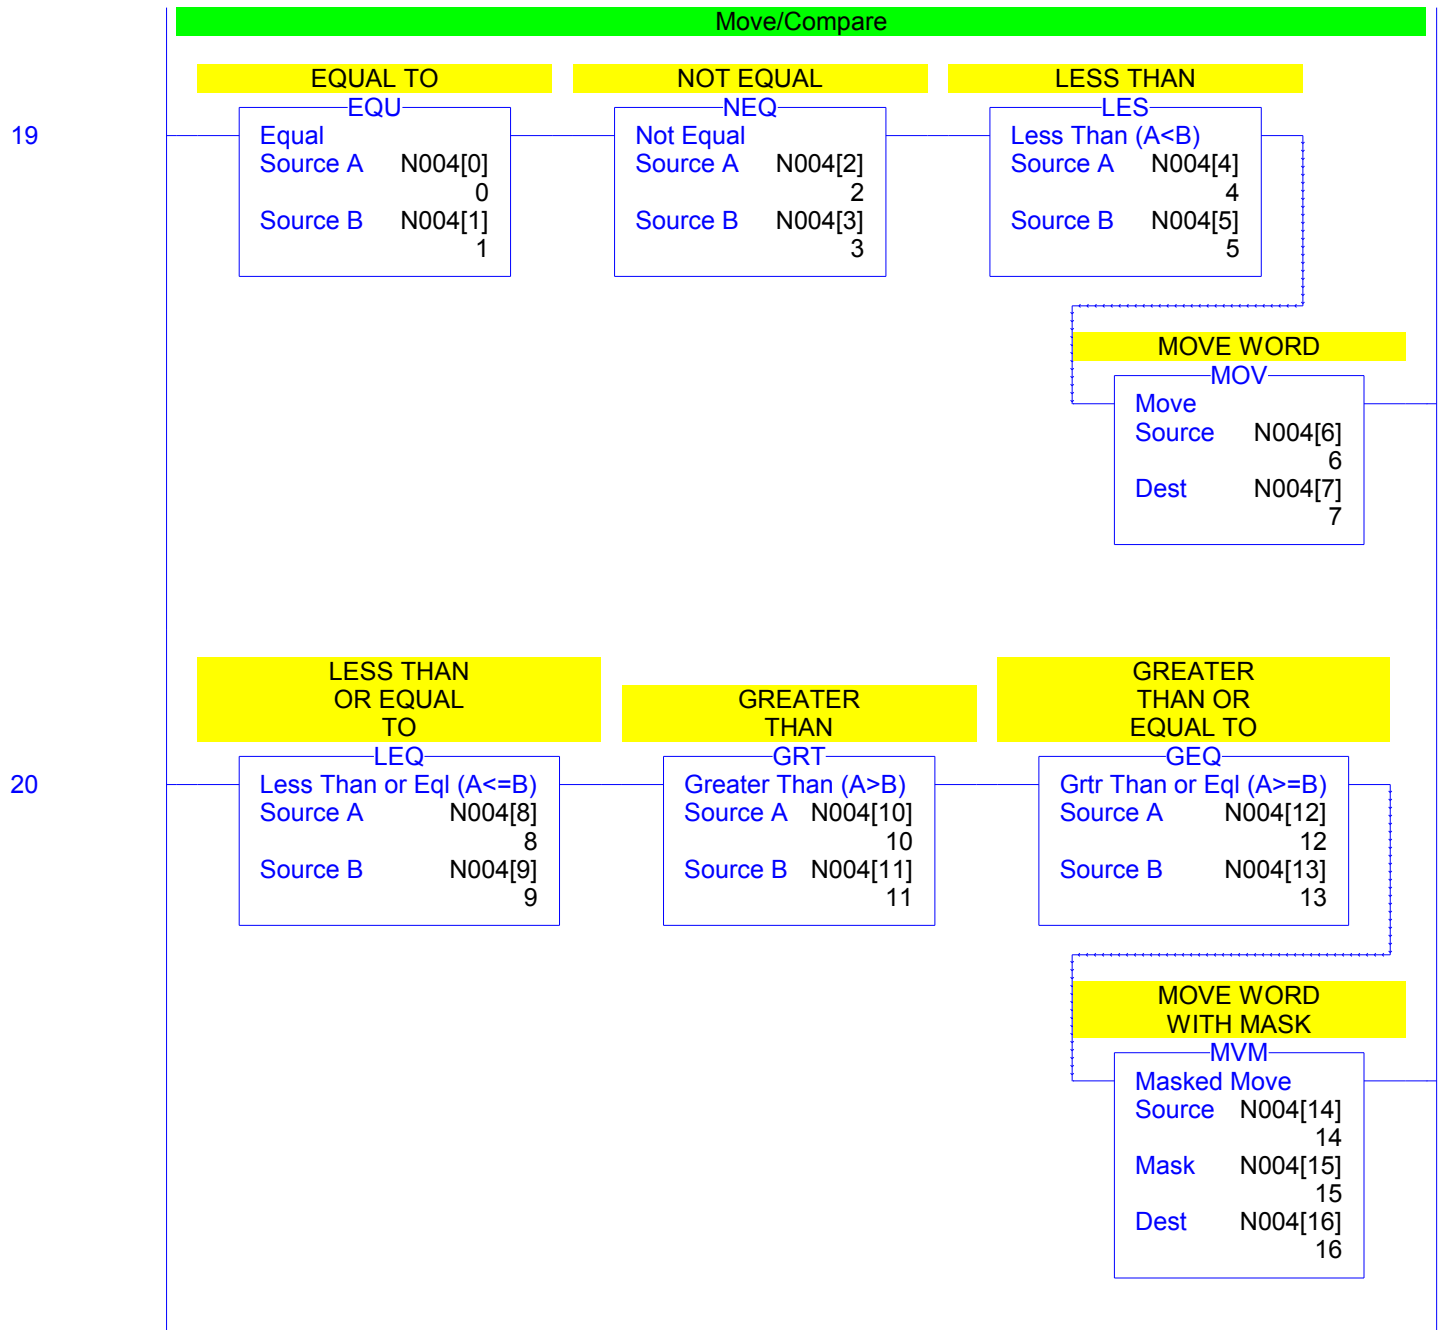 Move/Compare
EQUAL TO
NOT EQUAL
LESS THAN
EQU
NEQ
LES
19
Equal
Source A N004[0]
0
Source B N004[1]
1
Not Equal
Source A N004[2]
2
Source B N004[3]
3
Less Than (A<B)
Source A N004[4]
4
Source B N004[5]
5
MOVE WORD
MOV
Move
Source N004[6]
6
Dest N004[7]
7
LESS THAN
OR EQUAL
TO
GREATER
THAN
GREATER
THAN OR
EQUAL TO
LEQ
GRT
GEQ
20
Less Than or Eql (A<=B)
Source A N004[8]
8
Source B N004[9]
9
Greater Than (A>B)
Source A N004[10]
10
Source B N004[11]
11
Grtr Than or Eql (A>=B)
Source A N004[12]
12
Source B N004[13]
13
MOVE WORD
WITH MASK
MVM
Masked Move
Source N004[14]
14
Mask N004[15]
15
Dest N004[16]
16